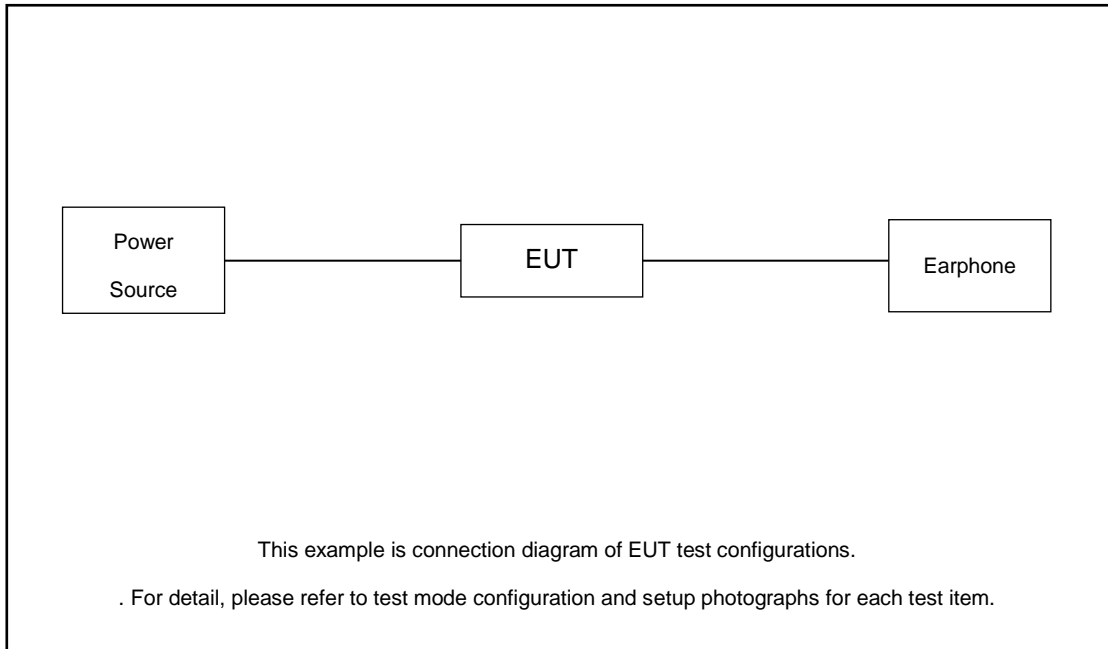 Power
Source
EUT
Earphone
This example is connection diagram of EUT test configurations.
. For detail, please refer to test mode configuration and setup photographs for each test item.